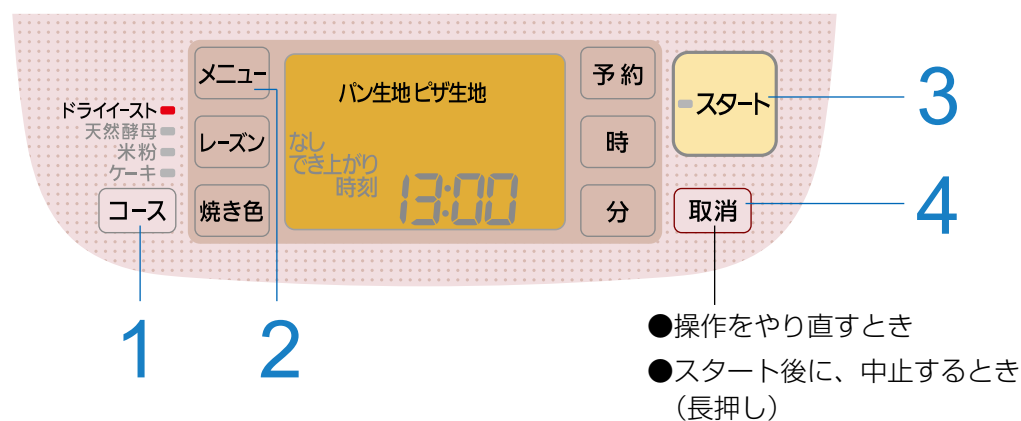 メニュー
レーズン
焼き色
ドライイースト
天然酵母
米粉
ケーキ
コース
パン生地 ピザ生地
なし
でき上がり
時刻
13:00
予約
時
分
スタート
取消
1
2
3
4
●操作をやり直すとき
●スタート後に、中止するとき
（長押し）